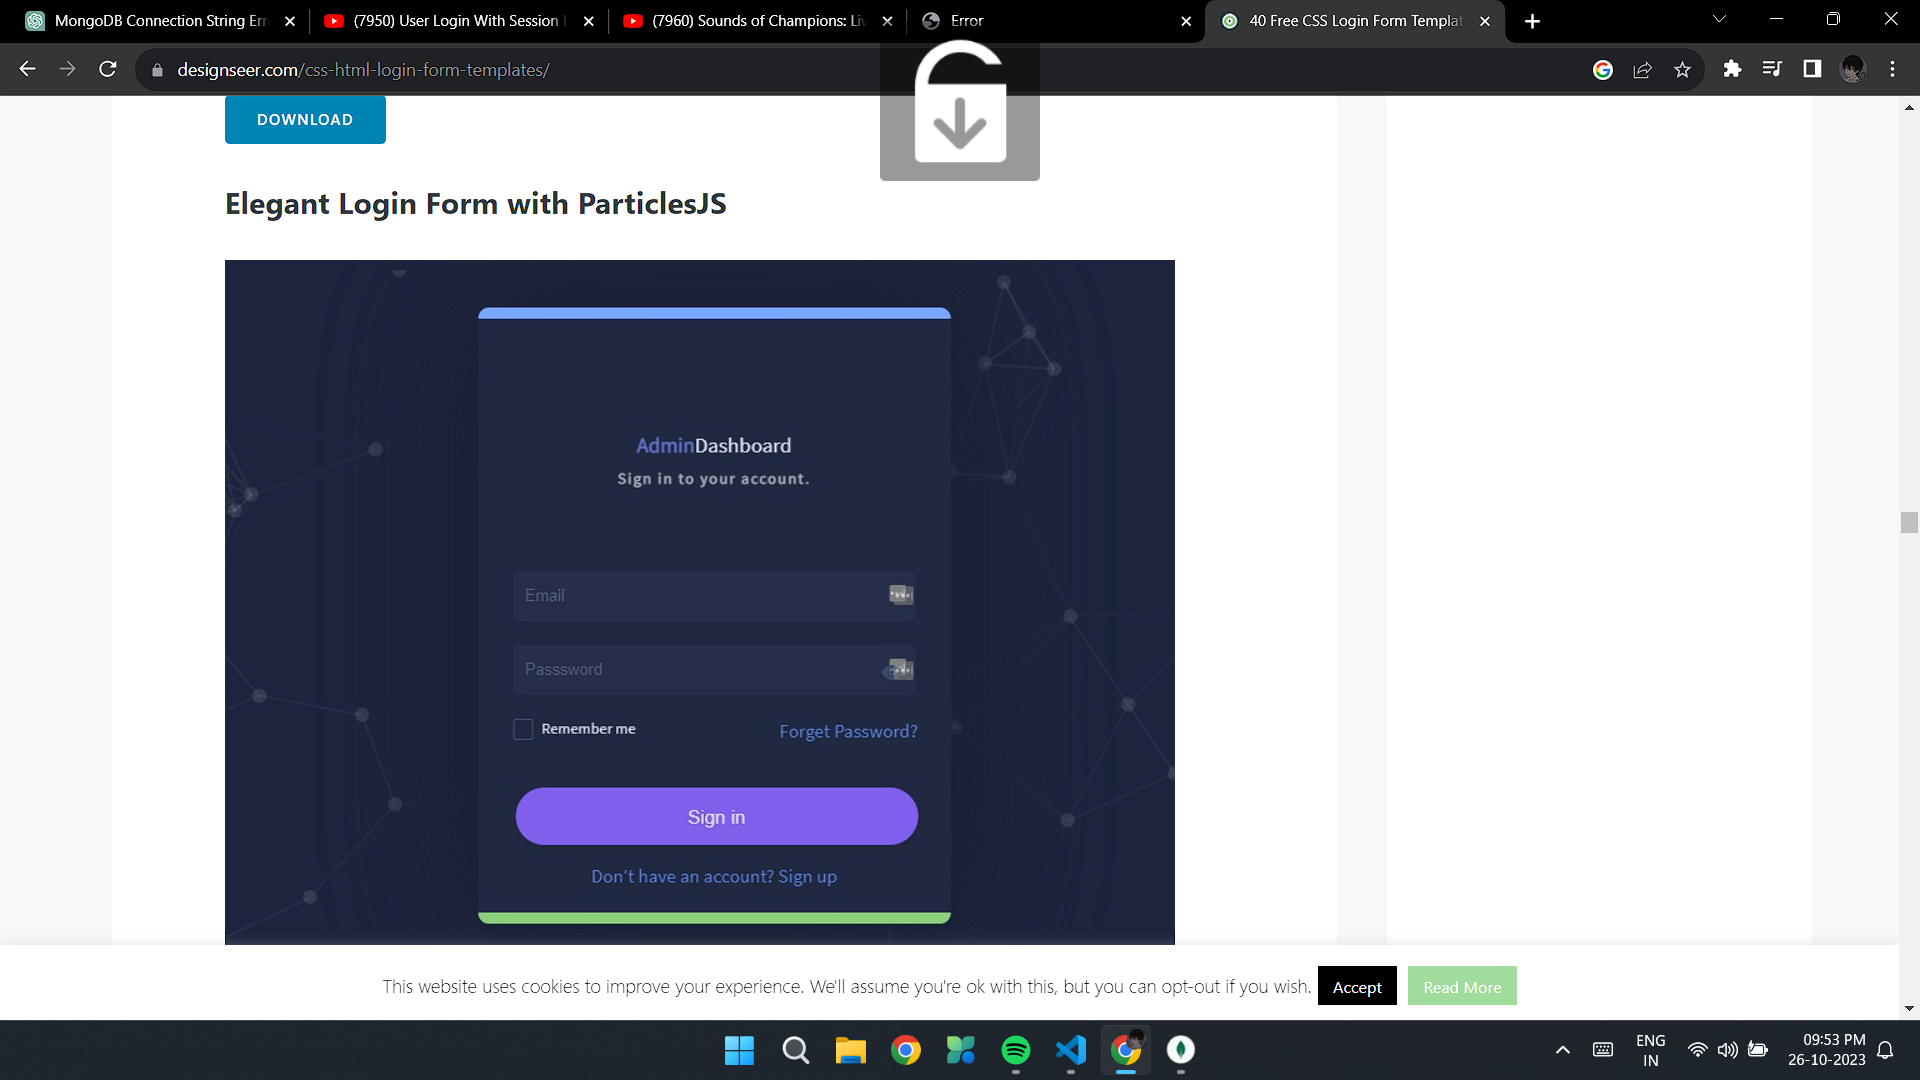 MongoDB Connection String Err
(7950) User Login With Session
(7960) Sounds of Champions: Liv
Error
40 Free CSS Login Form Templat
designseer.com/css-html-login-form-templates/
DOWNLOAD
Elegant Login Form with ParticlesJS
AdminDashboard
Sign in to your account.
Email
Passsword
Remember me
Forget Password?
Sign in
Don't have an account? Sign up
This website uses cookies to improve your experience. We'll assume you're ok with this, but you can opt-out if you wish.
Accept
Read More
ENG
IN
09:53 PM
26-10-2023